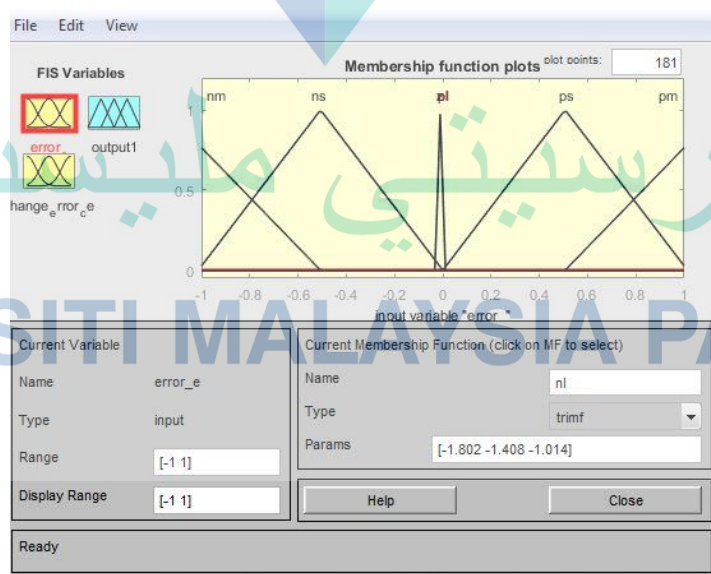 File Edit View
FIS Variables
Membership function plots plot points: 181
nm ns pl ps pm
1
error_ output1
0.5
hange_error_ce
0
-1 -0.8 -0.6 -0.4 -0.2 0 0.2 0.4 0.6 0.8 1
input variable "error_"
SITI MALAYSIA PA
Current Variable
Current Membership Function (click on MF to select)
Name error_e
Name nl
Type input
Type trimf
Range [-1 1]
Params [-1.802 -1.408 -1.014]
Display Range [-1 1]
Help Close
Ready